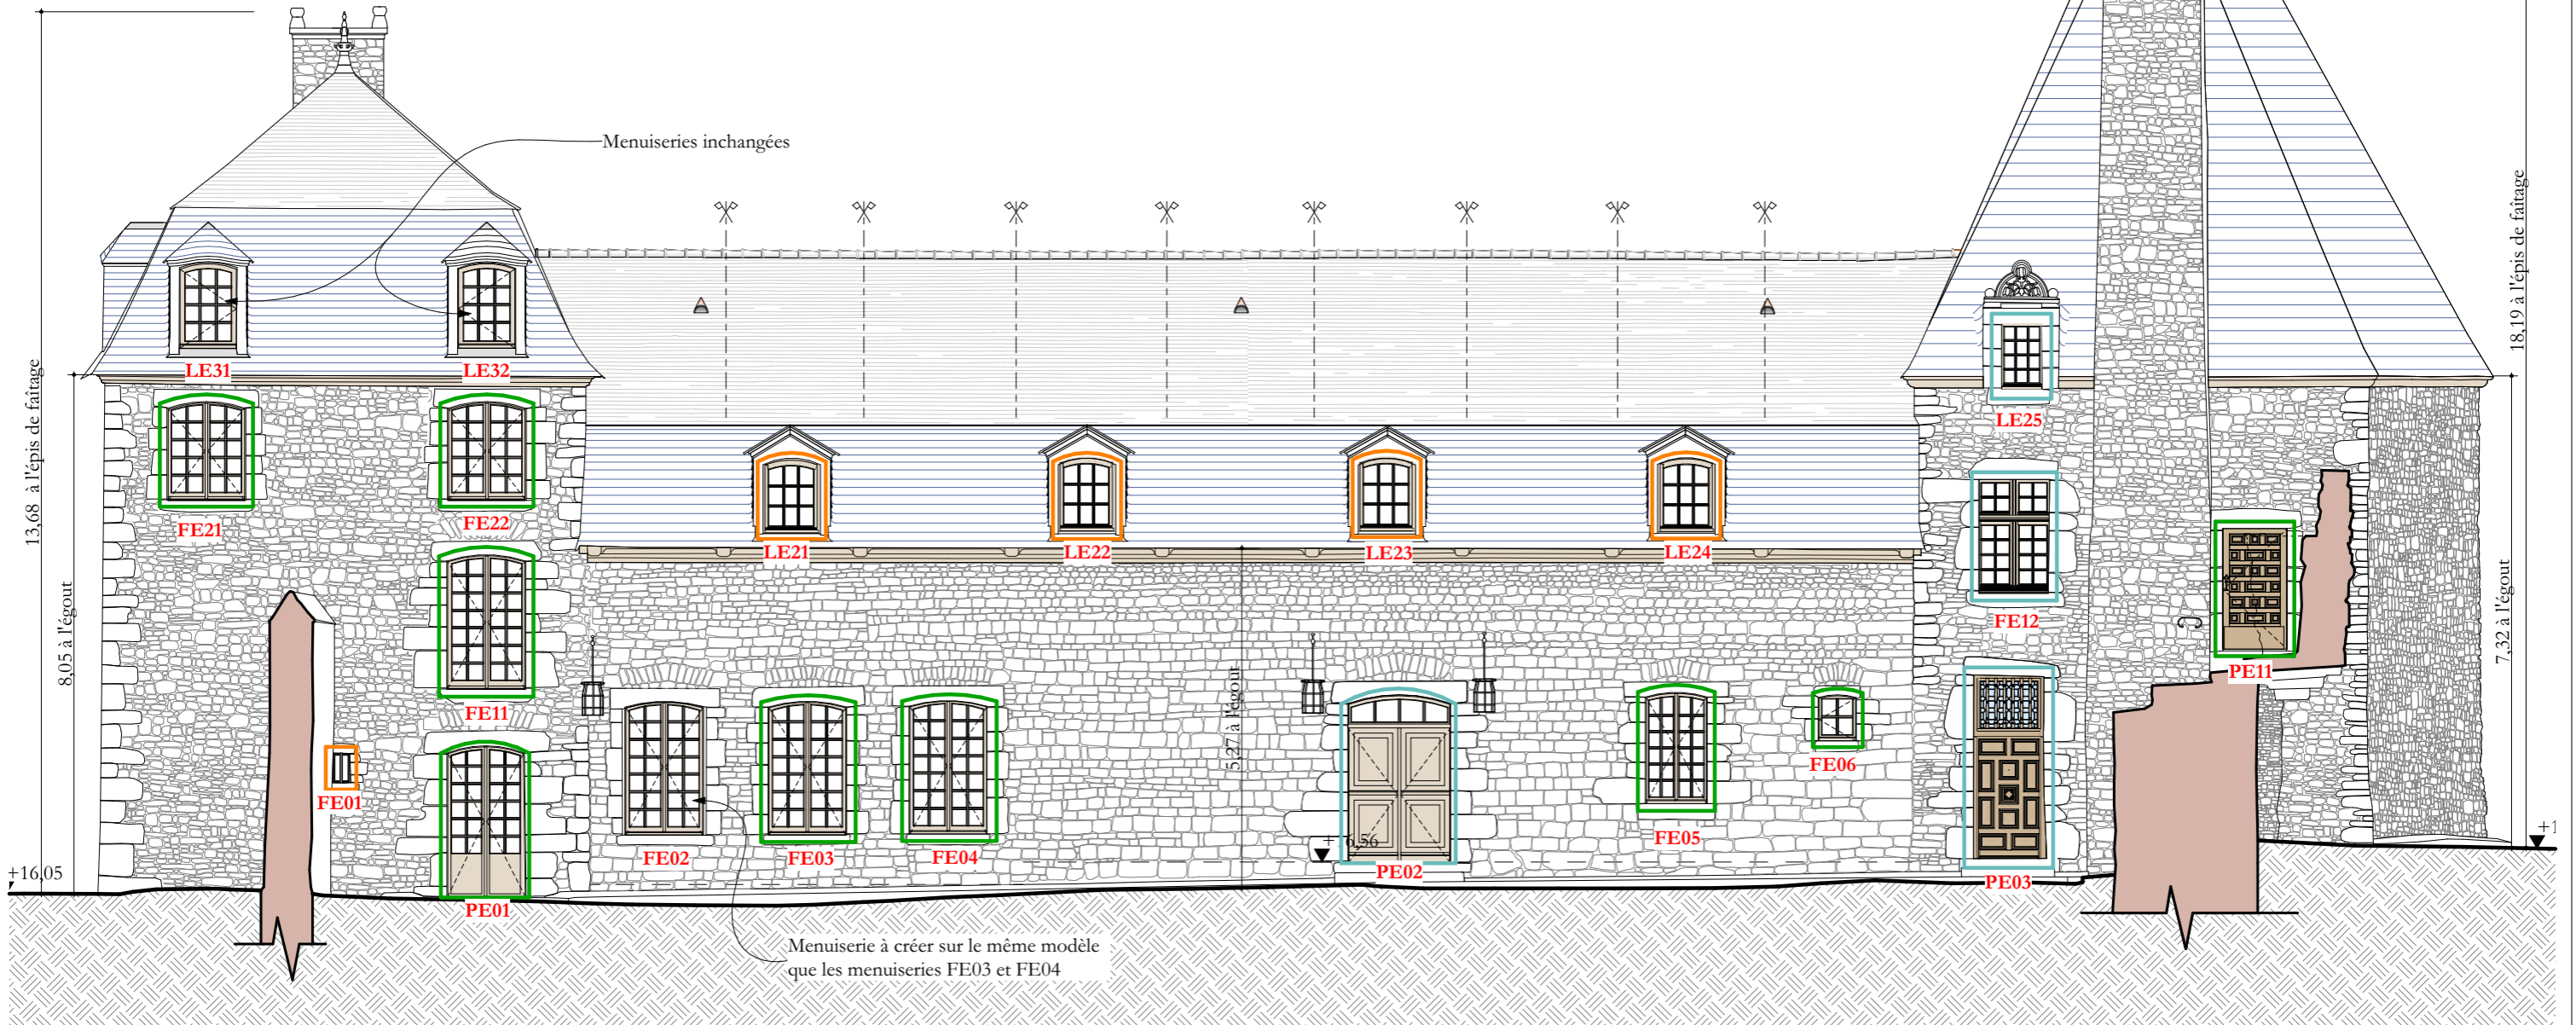 Menuiseries inchangées
13,68 à l'épis de faîtage
18,19 à l'épis de faîtage
LE31
LE32
LE25
FE21
FE22
LE21
LE22
LE23
LE24
8,05 à l'égout
7,32 à l'égout
FE12
PE11
5,27 à l'égout
FE11
FE01
FE02
FE03
FE04
FE05
FE06
PE02
PE03
PE01
+16,05
Menuiserie à créer sur le même modèle
que les menuiseries FE03 et FE04